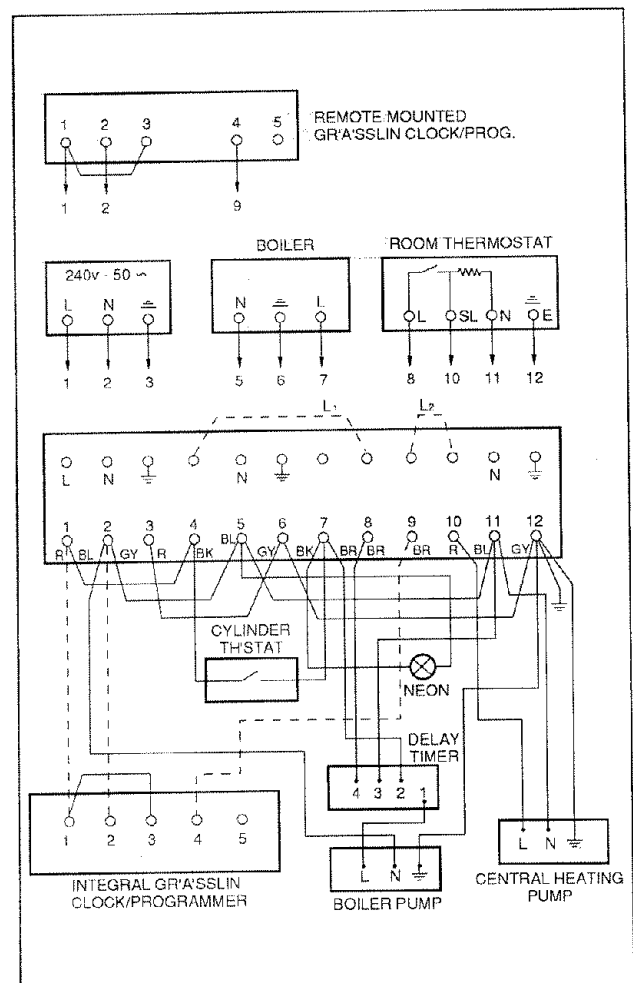 1 2 3 4 5
REMOTE MOUNTED
GR'A'SSLIN CLOCK/PROG.
1 2 9
BOILER
ROOM THERMOSTAT
240v - 50 ~
L N
N L
L SL N E
1 2 3 5 6 7 8 10 11 12
L1 L2
L N N N
1 2 3 4 5 6 7 8 9 10 11 12
R BL GY R BK BL GY BK BR BR BR R BL GY
CYLINDER
TH'STAT
NEON
DELAY
TIMER
4 3 2 1
1 2 3 4 5
L N
L N
INTEGRAL GR'A'SSLIN
CLOCK/PROGRAMMER
BOILER PUMP
CENTRAL HEATING
PUMP